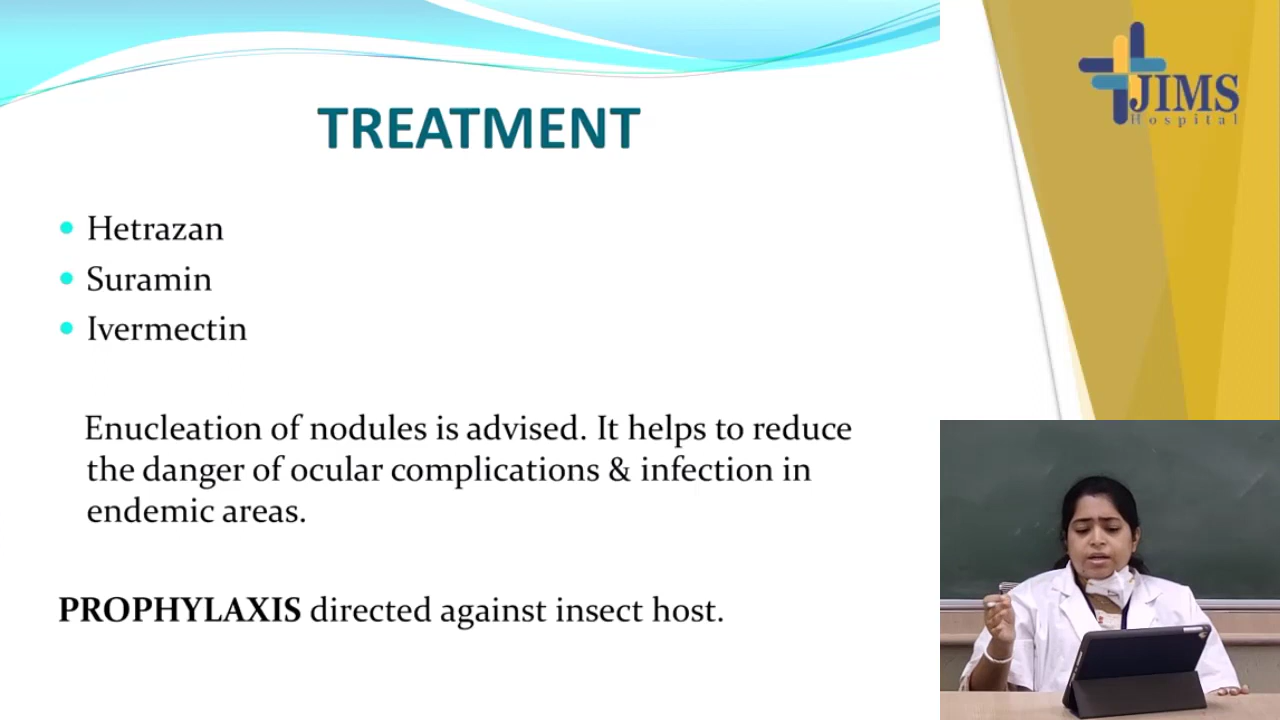 JIMS
Hospital
TREATMENT
• Hetrazan
• Suramin
• Ivermectin
Enucleation of nodules is advised. It helps to reduce
the danger of ocular complications & infection in
endemic areas.
PROPHYLAXIS directed against insect host.